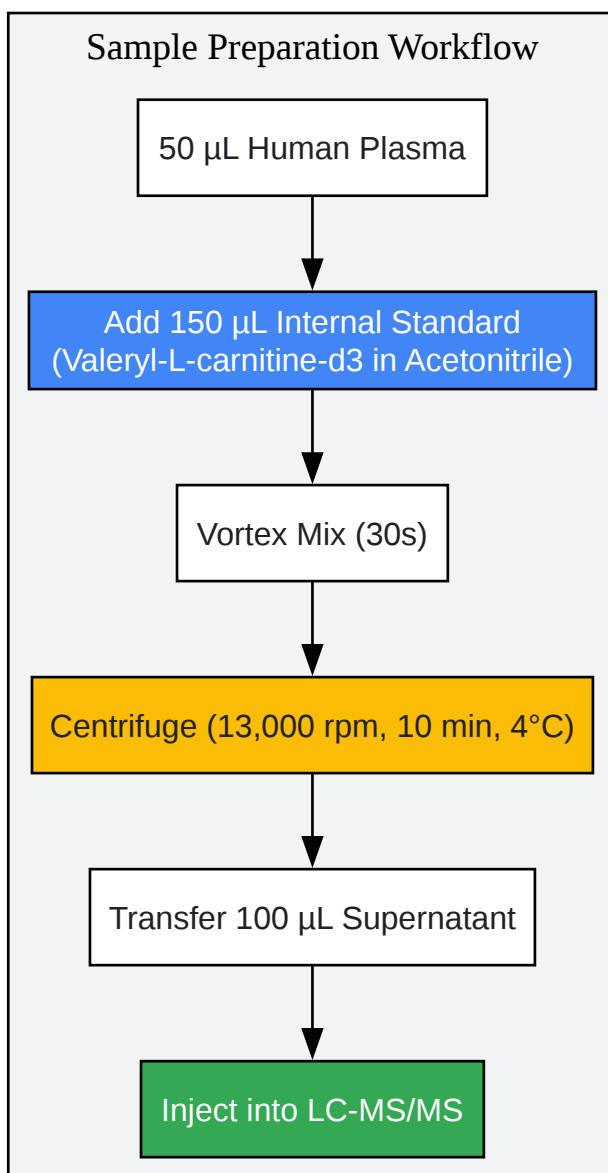 Sample Preparation Workflow
50 µL Human Plasma
Add 150 µL Internal Standard
(Valeryl-L-carnitine-d3 in Acetonitrile)
Vortex Mix (30s)
Centrifuge (13,000 rpm, 10 min, 4°C)
Transfer 100 µL Supernatant
Inject into LC-MS/MS